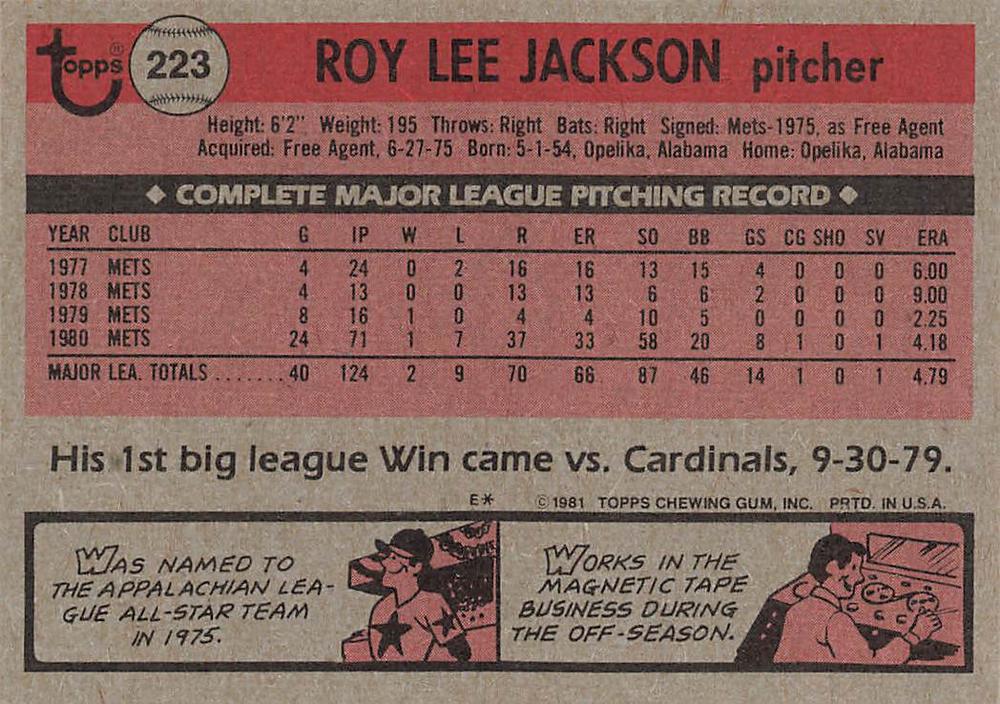 topps®
223
ROY LEE JACKSON pitcher
Height: 6'2" Weight: 195 Throws: Right Bats: Right Signed: Mets-1975, as Free Agent
Acquired: Free Agent, 6-27-75 Born: 5-1-54, Opelika, Alabama Home: Opelika, Alabama
◆ COMPLETE MAJOR LEAGUE PITCHING RECORD ◆
YEAR CLUB G IP W L R ER SO BB GS CG SHO SV ERA
1977 METS 4 24 0 2 16 16 13 15 4 0 0 0 6.00
1978 METS 4 13 0 0 13 13 6 6 2 0 0 0 9.00
1979 METS 8 16 1 0 4 4 10 5 0 0 0 0 2.25
1980 METS 24 71 1 7 37 33 58 20 8 1 0 1 4.18
MAJOR LEA. TOTALS .......40 124 2 9 70 66 87 46 14 1 0 1 4.79
His 1st big league Win came vs. Cardinals, 9-30-79.
E* © 1981 TOPPS CHEWING GUM, INC. PRTD. IN U.S.A.
WAS NAMED TO
THE APPALACHIAN LEA-
GUE ALL-STAR TEAM
IN 1975.
WORKS IN THE
MAGNETIC TAPE
BUSINESS DURING
THE OFF-SEASON.